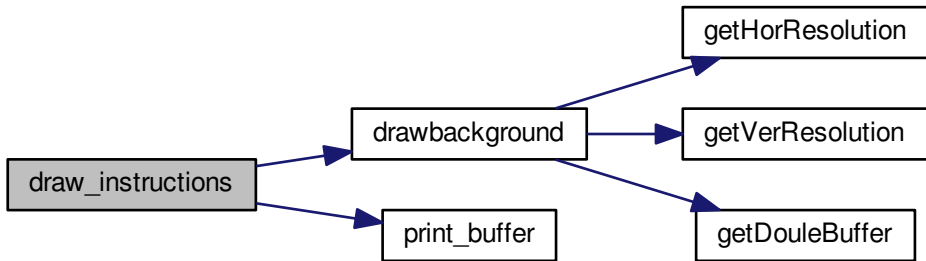 getHorResolution
drawbackground
getVerResolution
draw_instructions
print_buffer
getDouleBuffer